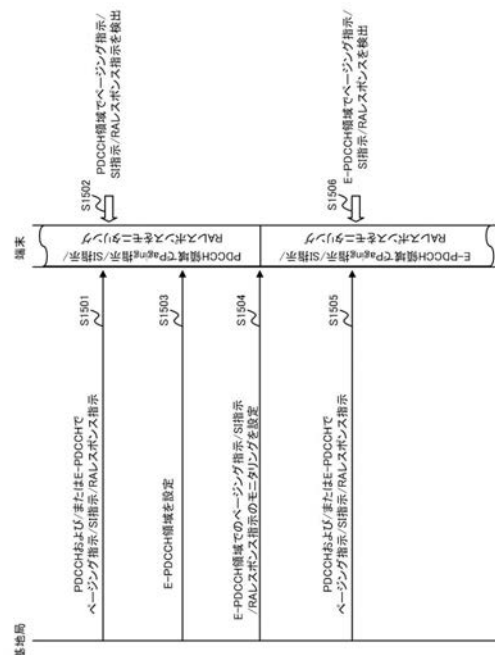 基地局
端末
PDCCHおよび/またはE-PDCCHで
ページング指示/SI指示/RAレスポンス指示
S1501
S1502
PDCCH領域でページング指示/
SI指示/RAレスポンス指示を検出
PDCCH領域でPaging指示/SI指示/
RAレスポンスをモニタリング
E-PDCCH領域を設定
S1503
E-PDCCH領域でのページング指示/SI指示
/RAレスポンス指示のモニタリングを設定
S1504
E-PDCCH領域でPaging指示/SI指示/
RAレスポンスをモニタリング
PDCCHおよび/またはE-PDCCHで
ページング指示/SI指示/RAレスポンス指示
S1505
S1506
E-PDCCH領域でページング指示/
SI指示/RAレスポンスを検出